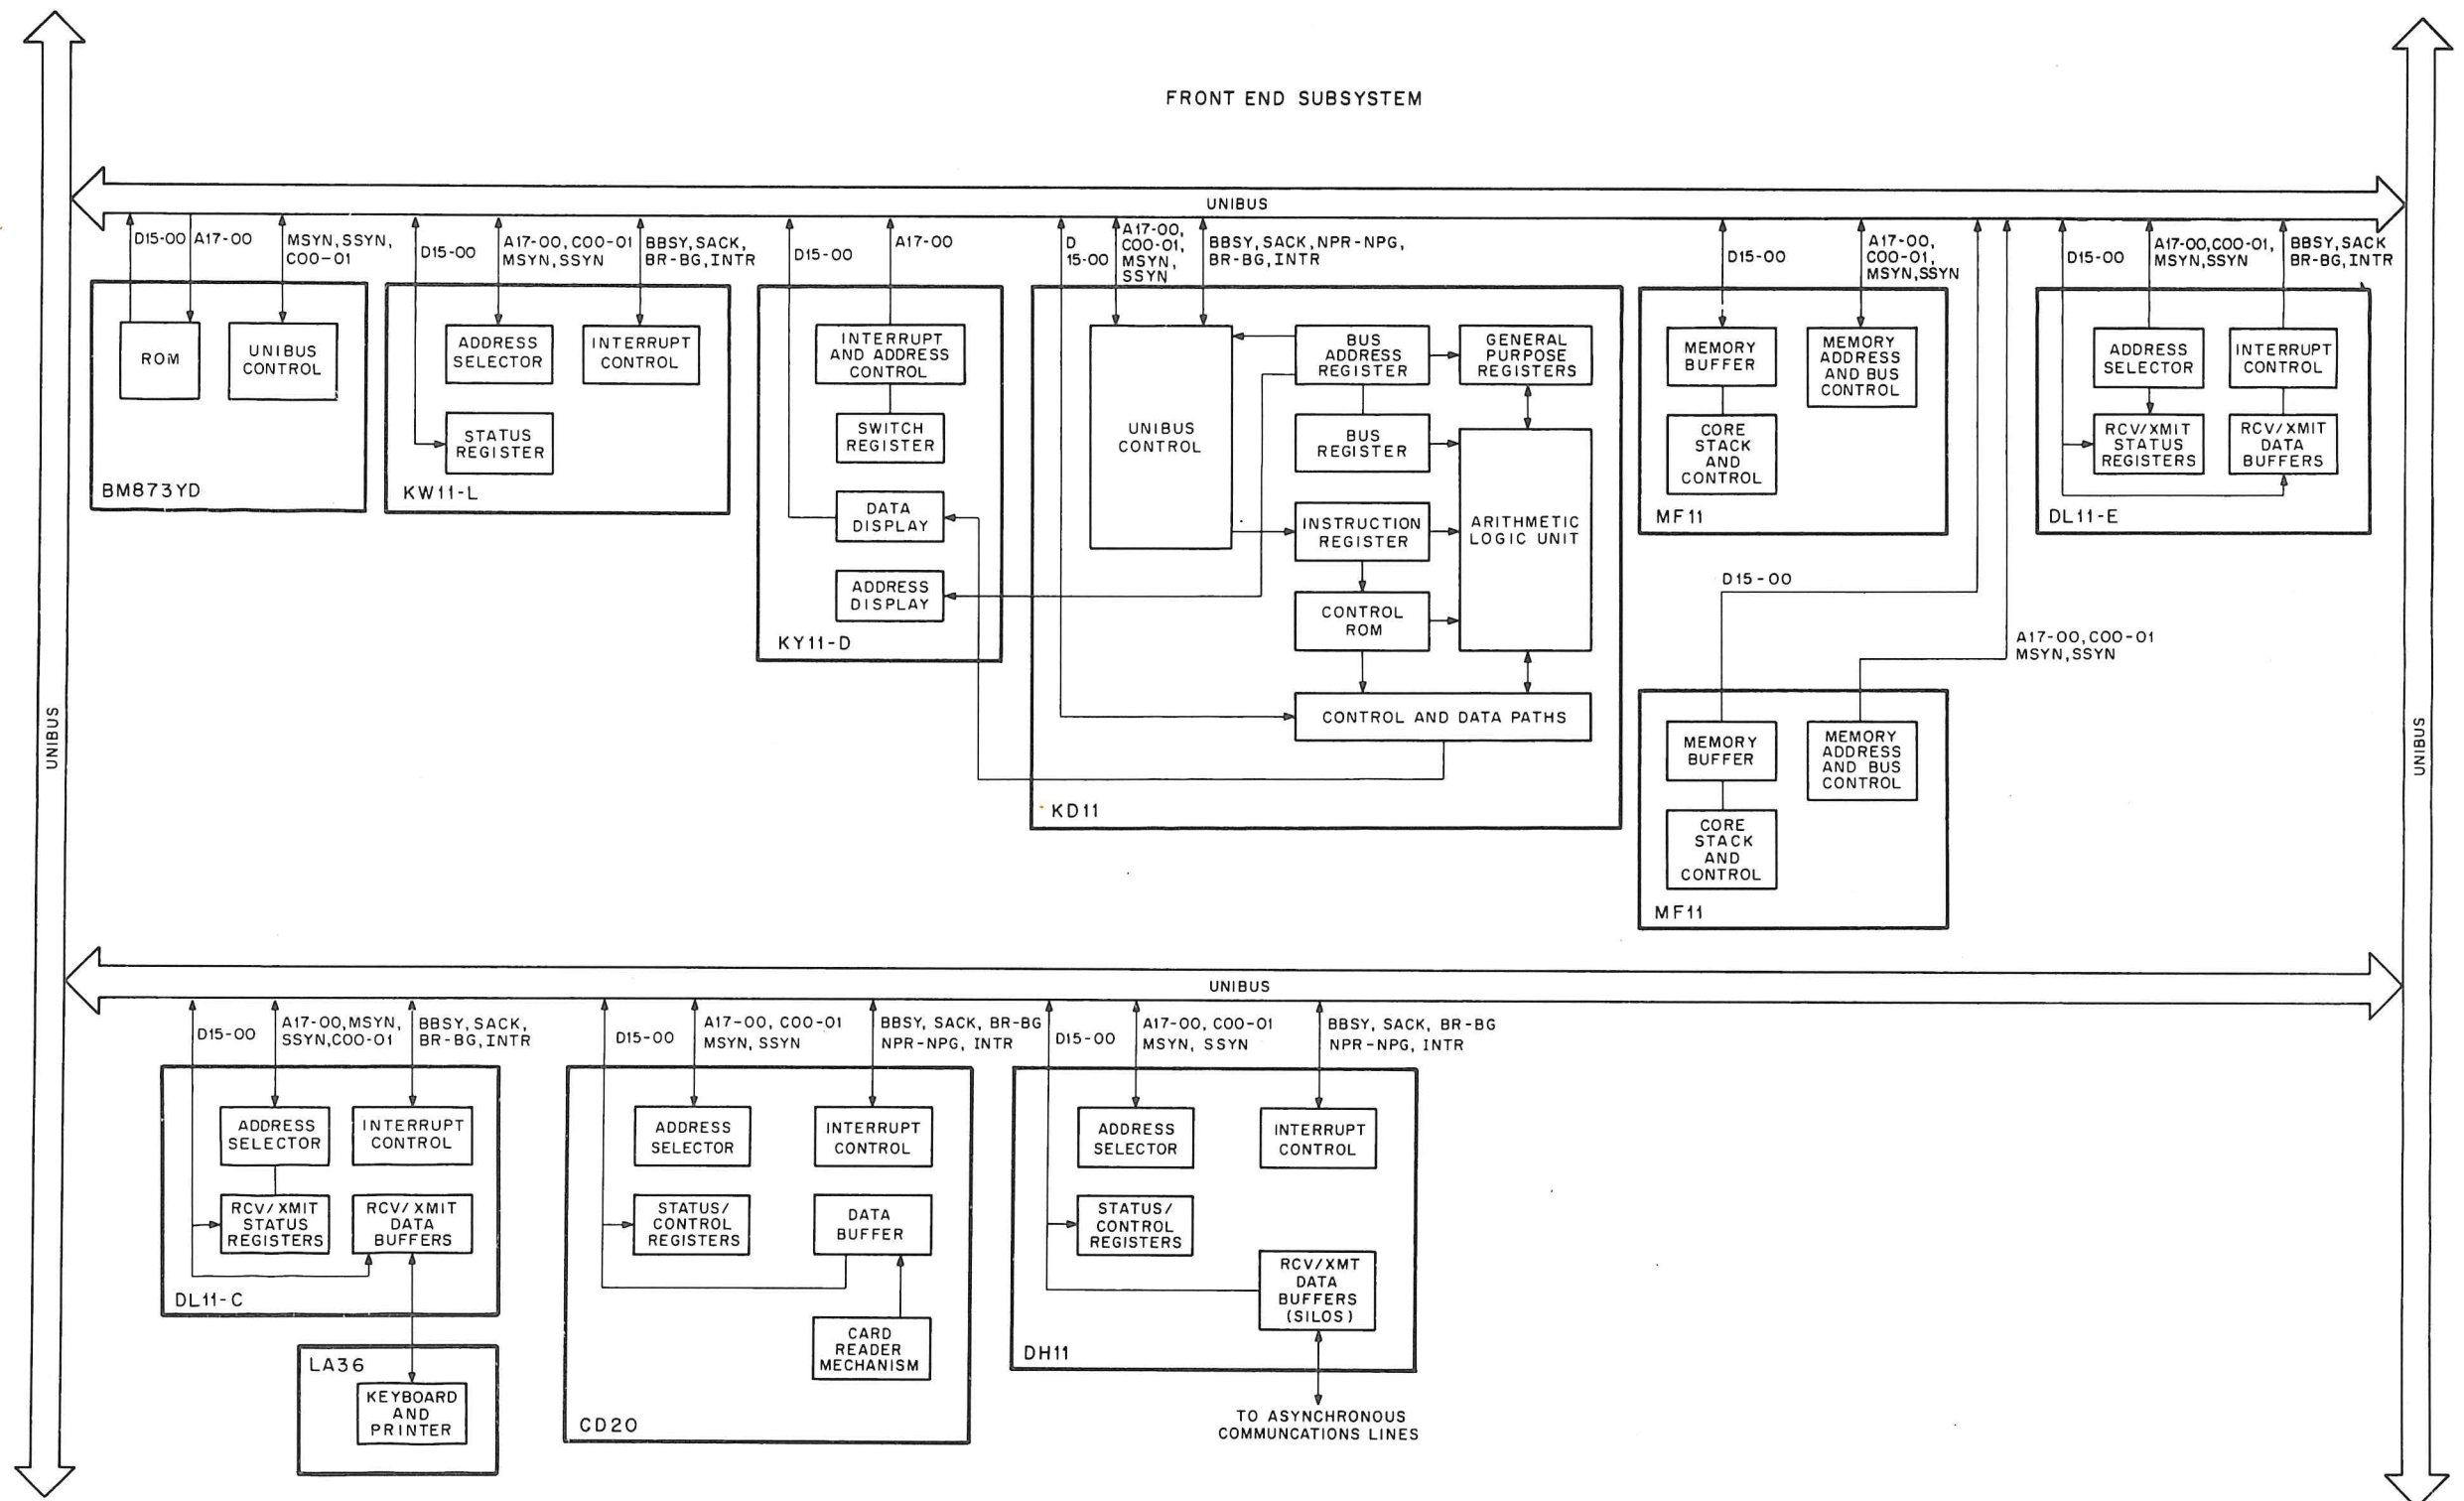 FRONT END SUBSYSTEM
UNIBUS
UNIBUS
UNIBUS
D15-00
A17-00
MSYN,SSYN,
C00-01
ROM
UNIBUS
CONTROL
BM873YD
D15-00
A17-00,C00-01
MSYN,SSYN
BBSY,SACK,
BR-BG,INTR
ADDRESS
SELECTOR
INTERRUPT
CONTROL
STATUS
REGISTER
KW11-L
D15-00
A17-00
INTERRUPT
AND ADDRESS
CONTROL
SWITCH
REGISTER
DATA
DISPLAY
ADDRESS
DISPLAY
KY11-D
D
15-00
A17-00,
C00-01,
MSYN,
SSYN
BBSY,SACK,NPR-NPG,
BR-BG,INTR
UNIBUS
CONTROL
BUS
ADDRESS
REGISTER
GENERAL
PURPOSE
REGISTERS
BUS
REGISTER
INSTRUCTION
REGISTER
ARITHMETIC
LOGIC UNIT
CONTROL
ROM
CONTROL AND DATA PATHS
KD11
D15-00
A17-00,
C00-01,
MSYN,SSYN
MEMORY
BUFFER
MEMORY
ADDRESS
AND BUS
CONTROL
CORE
STACK
AND
CONTROL
MF11
D15-00
A17-00,C00-01,
MSYN,SSYN
BBSY,SACK
BR-BG,INTR
ADDRESS
SELECTOR
INTERRUPT
CONTROL
RCV/XMIT
STATUS
REGISTERS
RCV/XMIT
DATA
BUFFERS
DL11-E
D15-00
A17-00,C00-01
MSYN,SSYN
MEMORY
BUFFER
MEMORY
ADDRESS
AND BUS
CONTROL
CORE
STACK
AND
CONTROL
MF11
UNIBUS
D15-00
A17-00,MSYN,
SSYN,C00-01
BBSY,SACK,
BR-BG,INTR
ADDRESS
SELECTOR
INTERRUPT
CONTROL
RCV/XMIT
STATUS
REGISTERS
RCV/XMIT
DATA
BUFFERS
DL11-C
LA36
KEYBOARD
AND
PRINTER
D15-00
A17-00, C00-01
MSYN, SSYN
BBSY, SACK, BR-BG
NPR-NPG, INTR
ADDRESS
SELECTOR
INTERRUPT
CONTROL
STATUS/
CONTROL
REGISTERS
DATA
BUFFER
CARD
READER
MECHANISM
CD20
D15-00
A17-00, C00-01
MSYN, SSYN
BBSY, SACK, BR-BG
NPR-NPG, INTR
ADDRESS
SELECTOR
INTERRUPT
CONTROL
STATUS/
CONTROL
REGISTERS
RCV/XMT
DATA
BUFFERS
(SILOS)
DH11
TO ASYNCHRONOUS
COMMUNCATIONS LINES